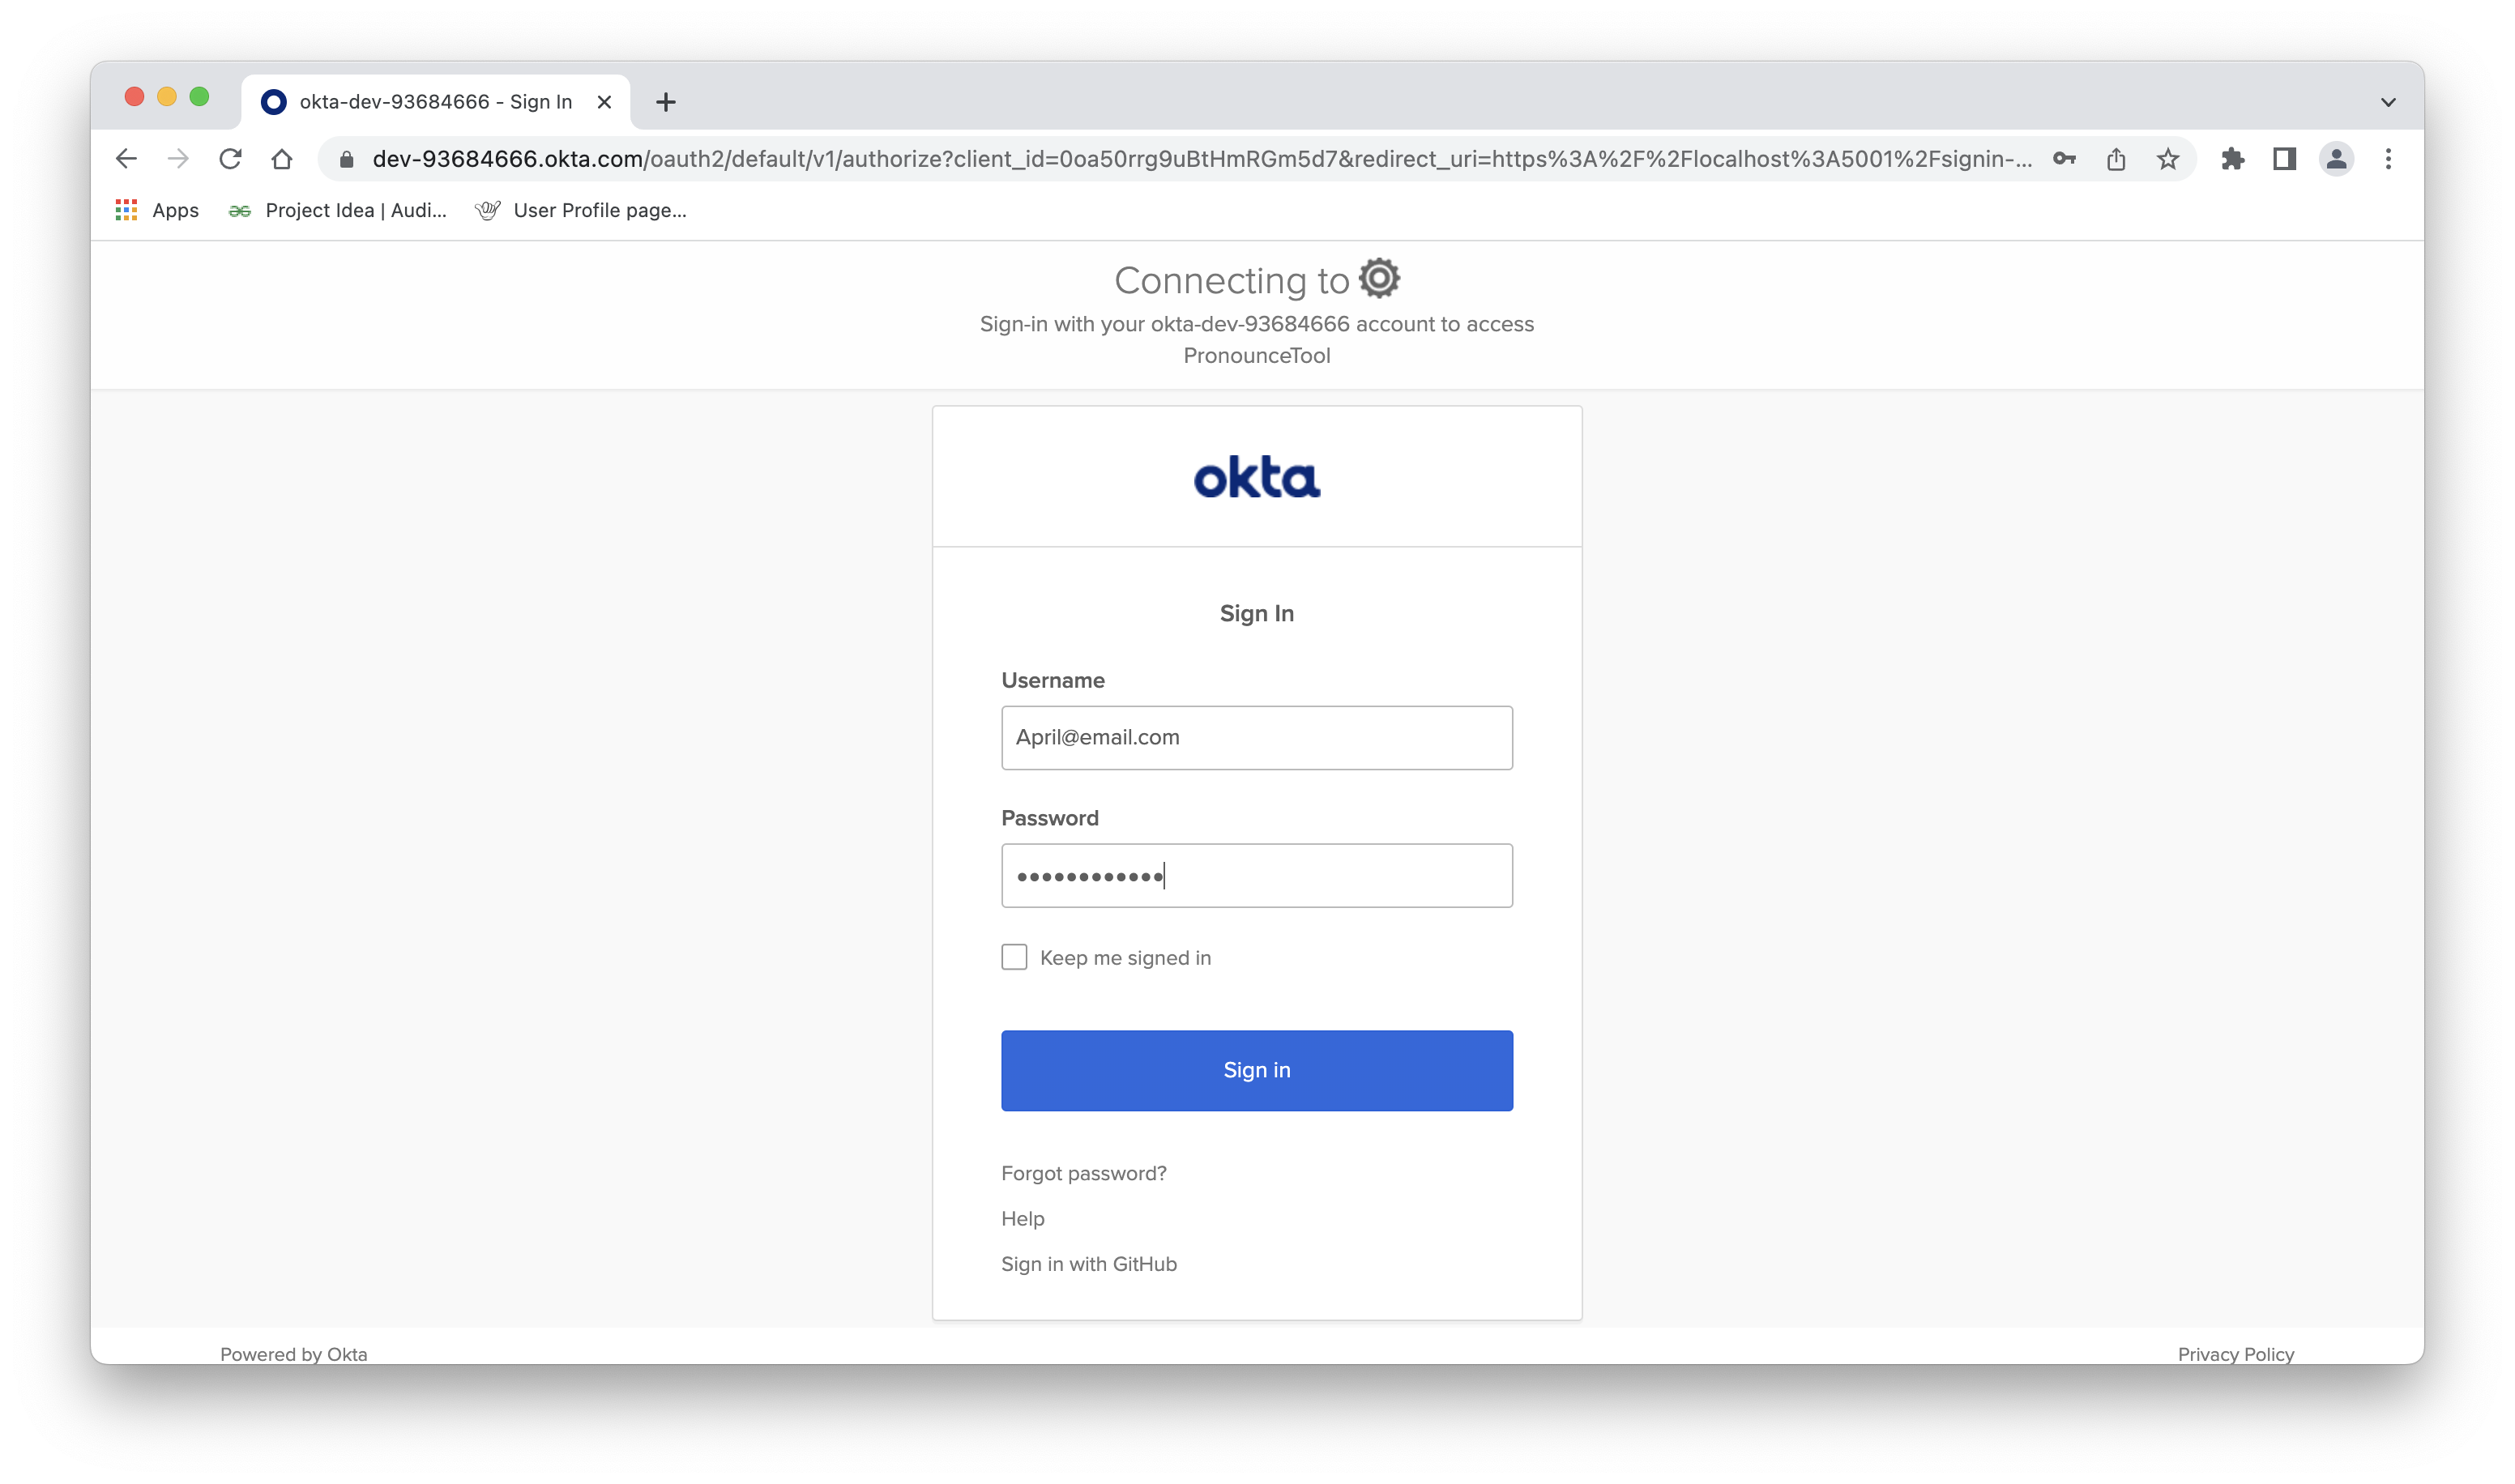 okta-dev-93684666 - Sign In
dev-93684666.okta.com/oauth2/default/v1/authorize?client_id=0oa50rrg9uBtHmRGm5d7&redirect_uri=https%3A%2F%2Flocalhost%3A5001%2Fsignin-...
Apps Project Idea | Audi... User Profile page...
Connecting to
Sign-in with your okta-dev-93684666 account to access
PronounceTool
okta
Sign In
Username
April@email.com
Password
••••••••••••
Keep me signed in
Sign in
Forgot password?
Help
Sign in with GitHub
Powered by Okta Privacy Policy